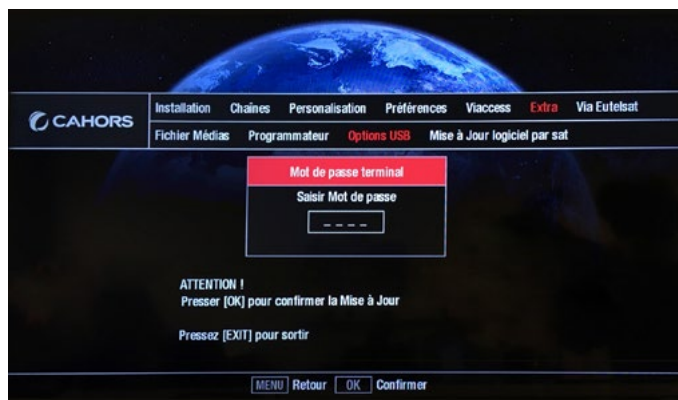 CAHORS
Installation Chaînes Personalisation Préférences Viaccess Extra Via Eutelsat
Fichier Médias Programmateur Options USB Mise à Jour logiciel par sat
Mot de passe terminal
Saisir Mot de passe
_ _ _ _
ATTENTION !
Presser [OK] pour confirmer la Mise à Jour
Pressez [EXIT] pour sortir
MENU Retour OK Confirmer